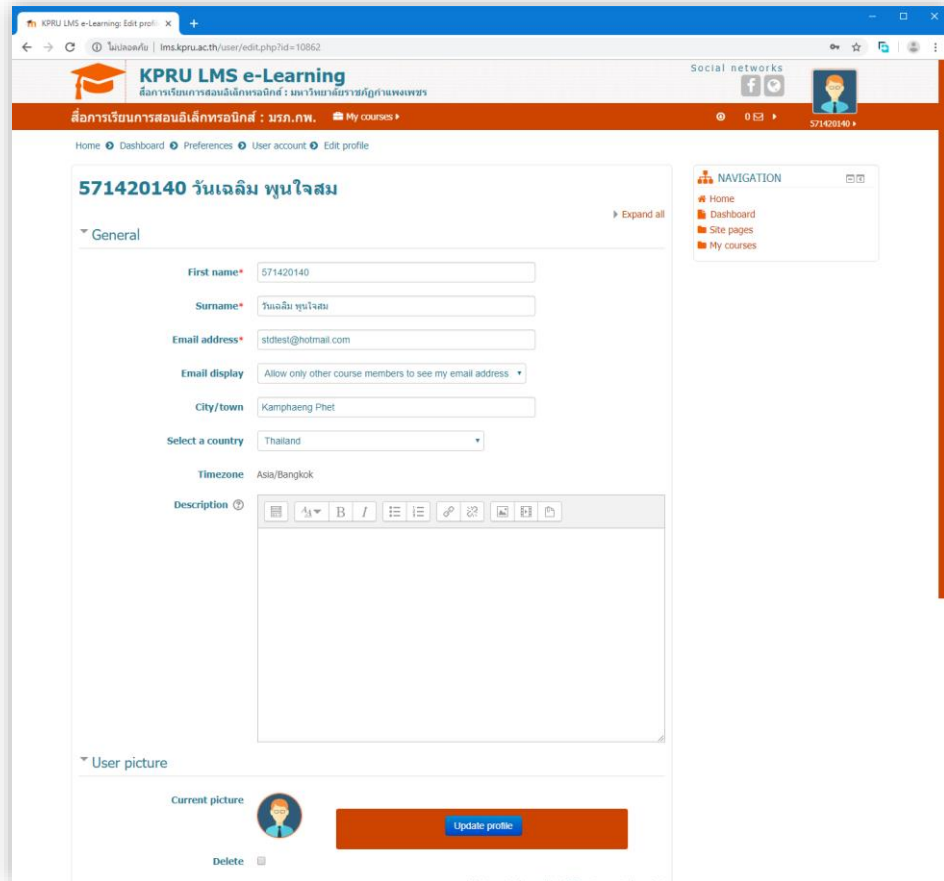 KPRU LMS e-Learning: Edit profi
ไม่ปลอดภัย | lms.kpru.ac.th/user/edit.php?id=10862
KPRU LMS e-Learning
สื่อการเรียนการสอนอิเล็กทรอนิกส์ : มหาวิทยาลัยราชภัฏกำแพงเพชร
Social networks
สื่อการเรียนการสอนอิเล็กทรอนิกส์ : มรภ.กพ. My courses
0
571420140
Home Dashboard Preferences User account Edit profile
571420140 วันเฉลิม พูนใจสม
Expand all
General
First name* 571420140
Surname* วันเฉลิม พูนใจสม
Email address* stdtest@hotmail.com
Email display Allow only other course members to see my email address
City/town Kamphaeng Phet
Select a country Thailand
Timezone Asia/Bangkok
Description
User picture
Current picture
Update profile
Delete
NAVIGATION
Home
Dashboard
Site pages
My courses